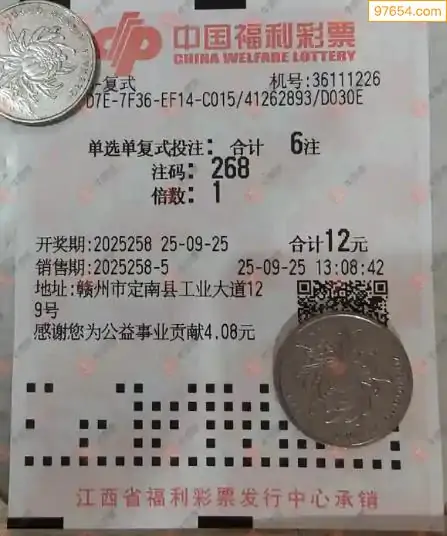 97654.com
中国福利彩票
CHINA WELFARE LOTTERY
复式 机号:36111226
D7E-7F36-EF14-C015/41262893/D030E
单选单复式投注: 合计 6注
注码: 268
倍数: 1
开奖期:2025258 25-09-25 合计12元
销售期:2025258-5 25-09-25 13:08:42
地址:赣州市定南县工业大道12
9号
感谢您为公益事业贡献4.08元
江西省福利彩票发行中心承销